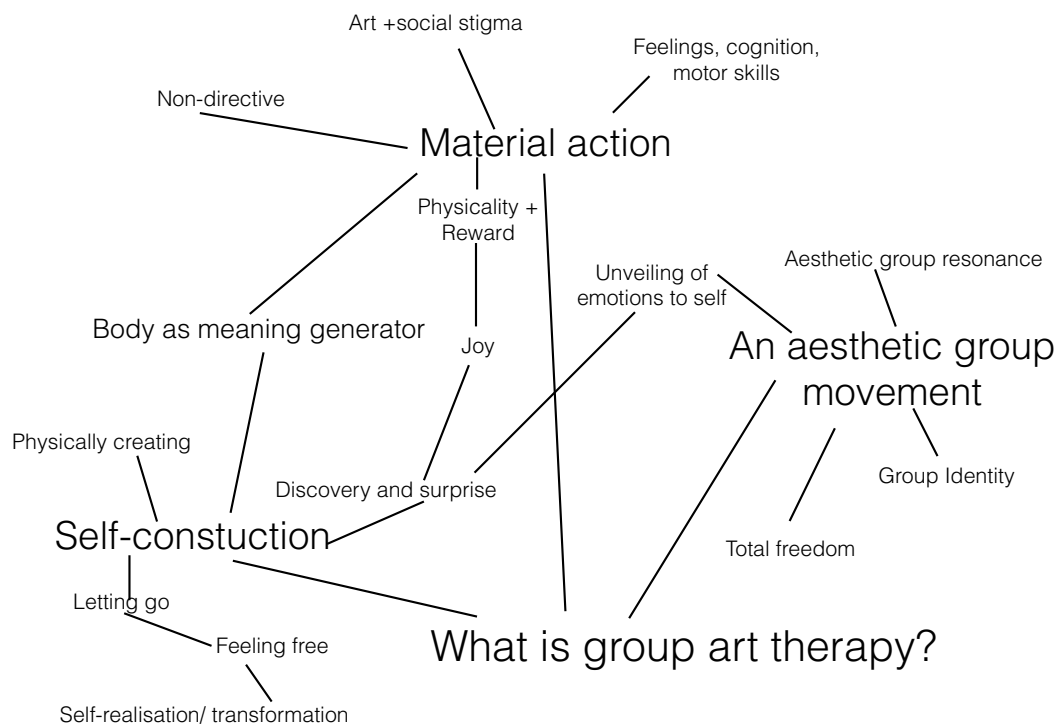 Art +social stigma
Feelings, cognition,
motor skills
Non-directive
Material action
Physicality +
Reward
Unveiling of
emotions to self
Aesthetic group resonance
Body as meaning generator
Joy
An aesthetic group
movement
Physically creating
Discovery and surprise
Group Identity
Self-constuction
Total freedom
Letting go
Feeling free
What is group art therapy?
Self-realisation/ transformation